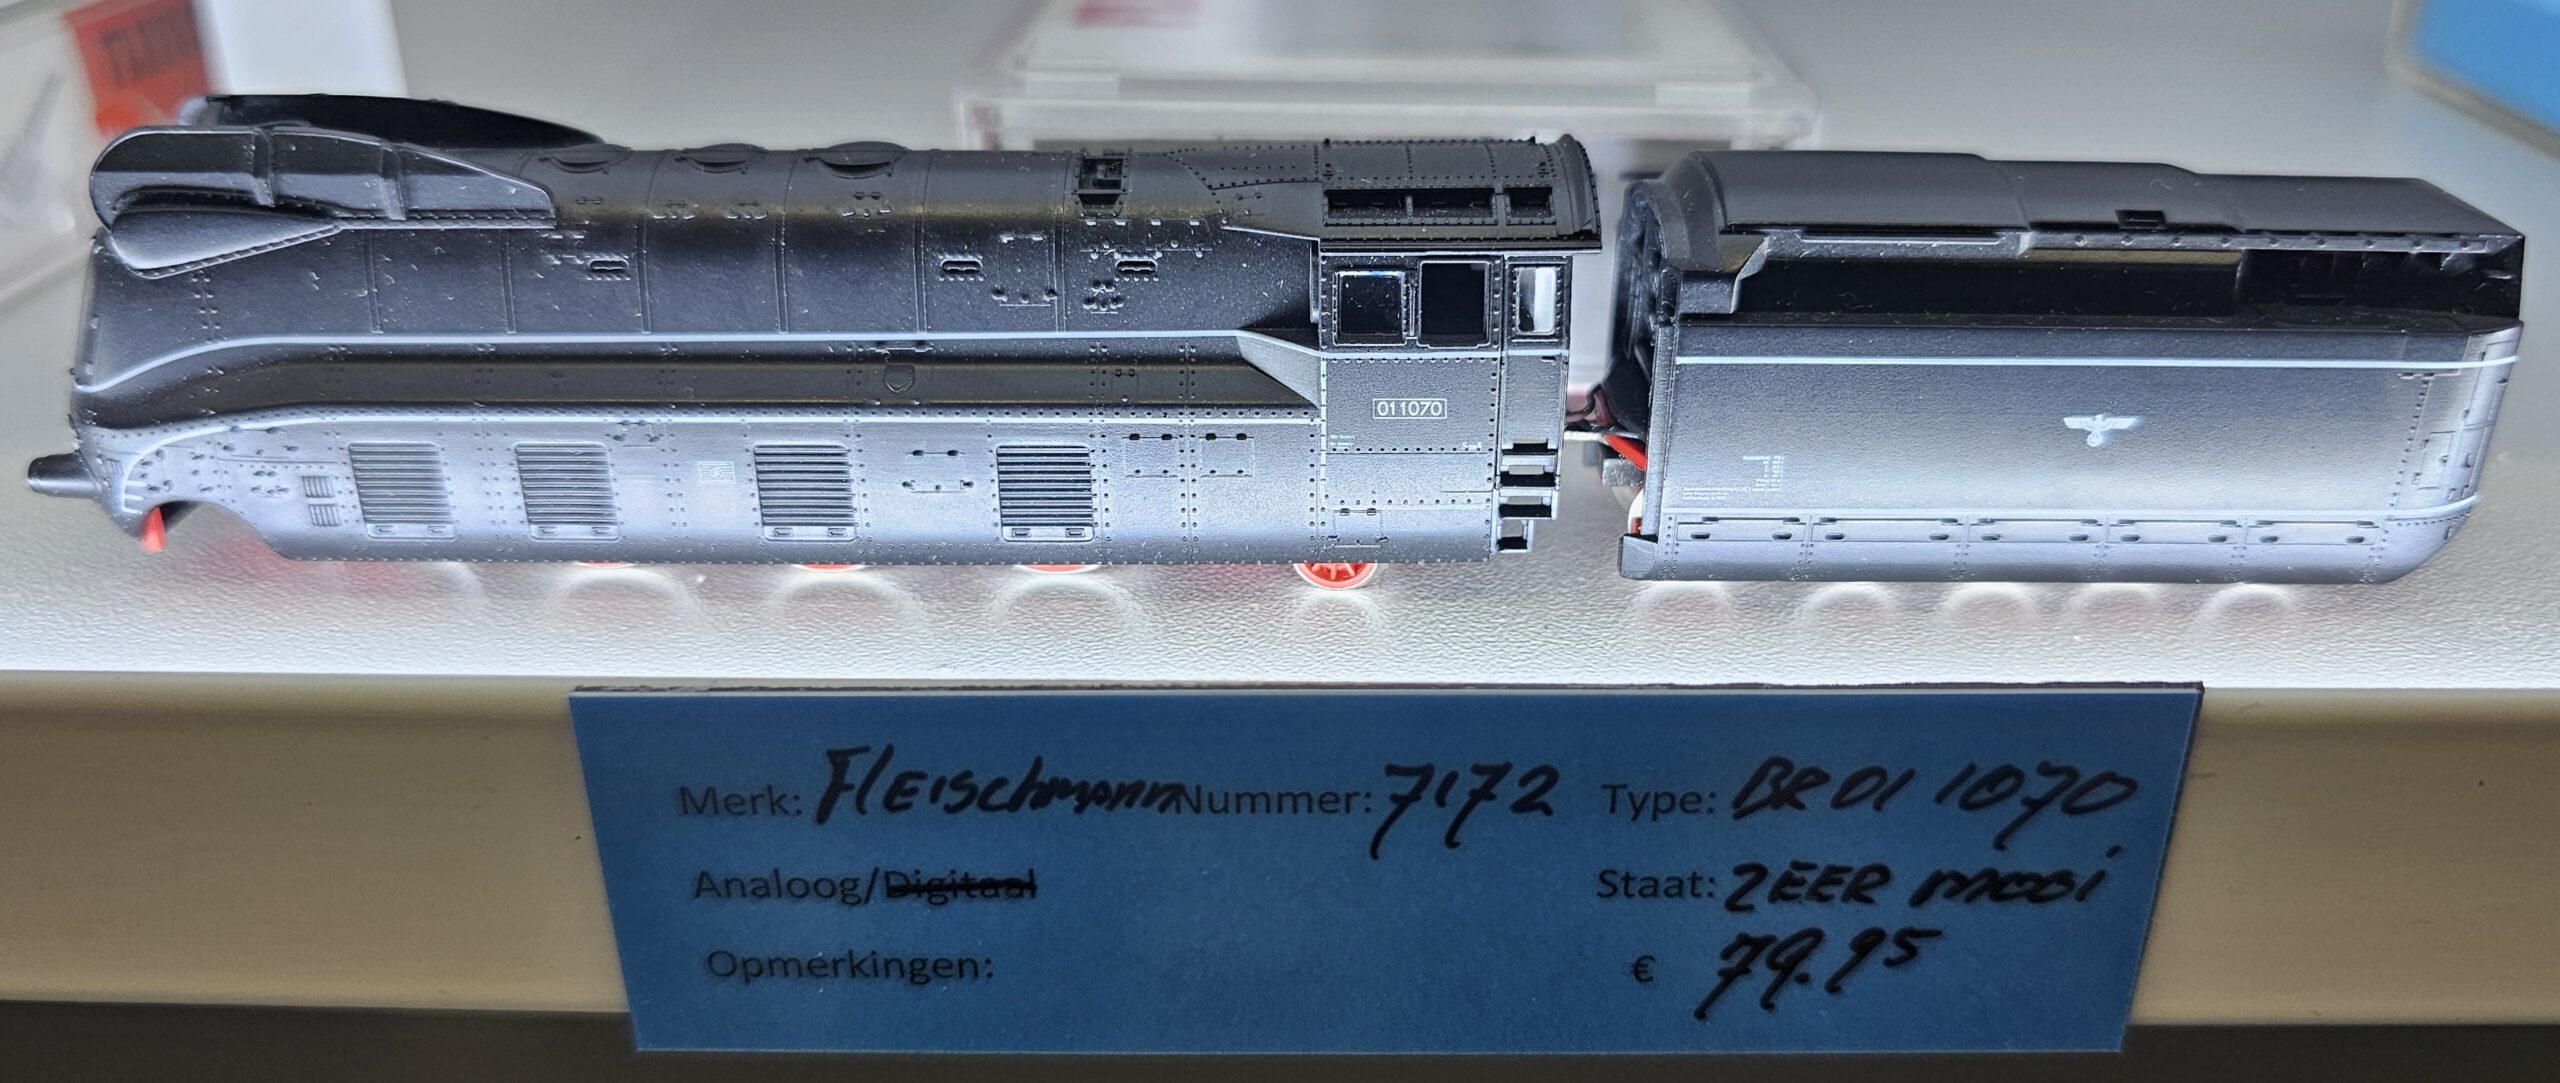 011070
Merk: Fleischmann Nummer: 7172 Type: BR 01 1070
Analoog/Digitaal Staat: ZEER mooi
Opmerkingen: € 79.95